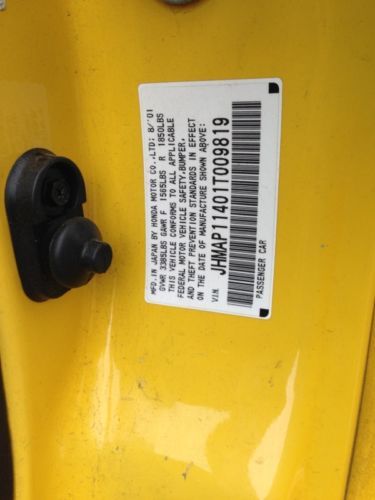 MFD. IN JAPAN BY HONDA MOTOR CO., LTD; 8/'01
GVWR 3385LBS GAWR F 1565LBS R 1850LBS
THIS VEHICLE CONFORMS TO ALL APPLICABLE
FEDERAL MOTOR VEHICLE SAFETY, BUMPER,
AND THEFT PREVENTION STANDARDS IN EFFECT
ON THE DATE OF MANUFACTURE SHOWN ABOVE:
V.I.N. JHMAP11401T009819
PASSENGER CAR